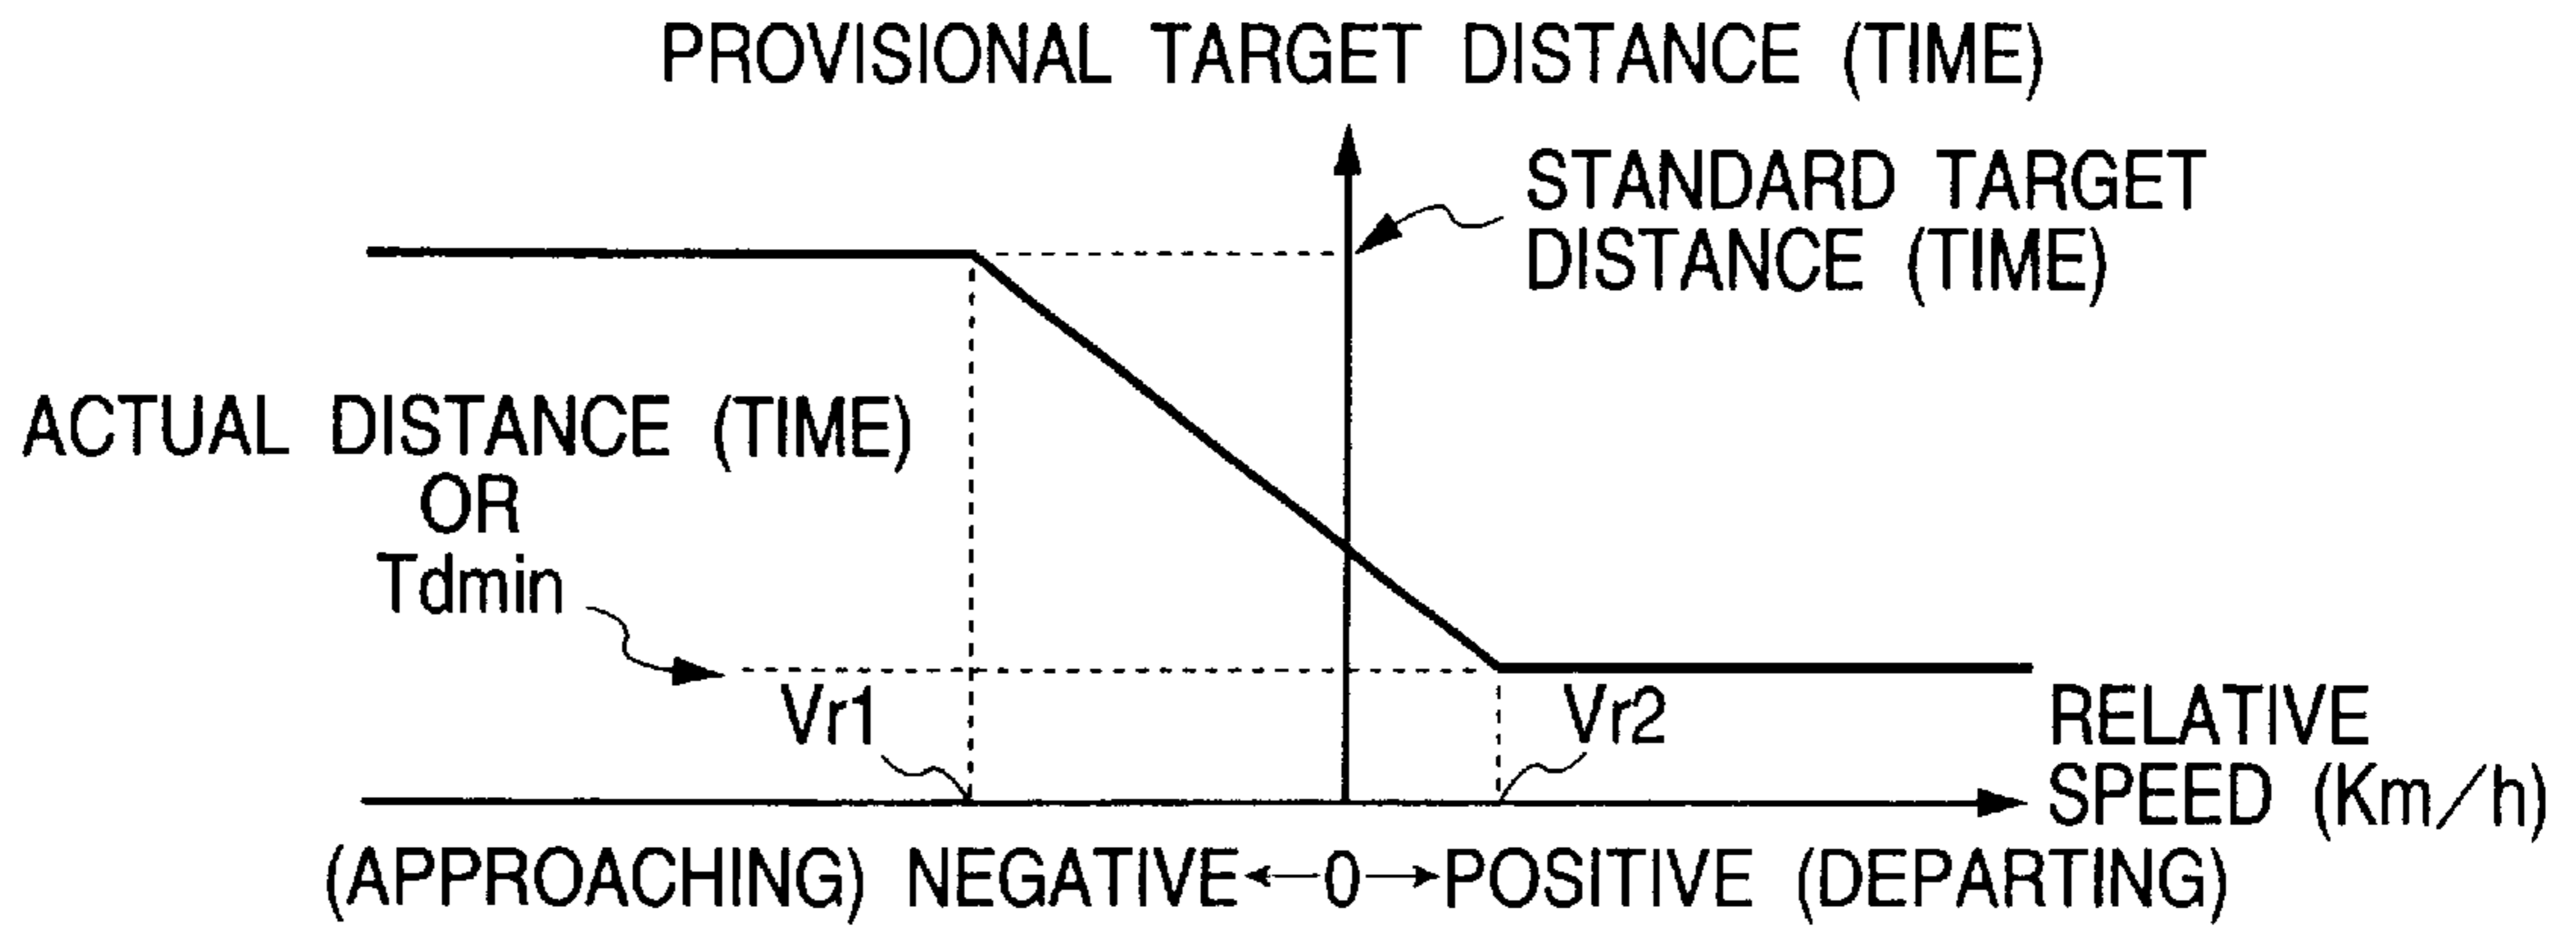 PROVISIONAL TARGET DISTANCE (TIME)
STANDARD TARGET
DISTANCE (TIME)
ACTUAL DISTANCE (TIME)
OR
Tdmin
Vr1
Vr2
RELATIVE
SPEED (Km/h)
(APPROACHING) NEGATIVE←0→POSITIVE (DEPARTING)